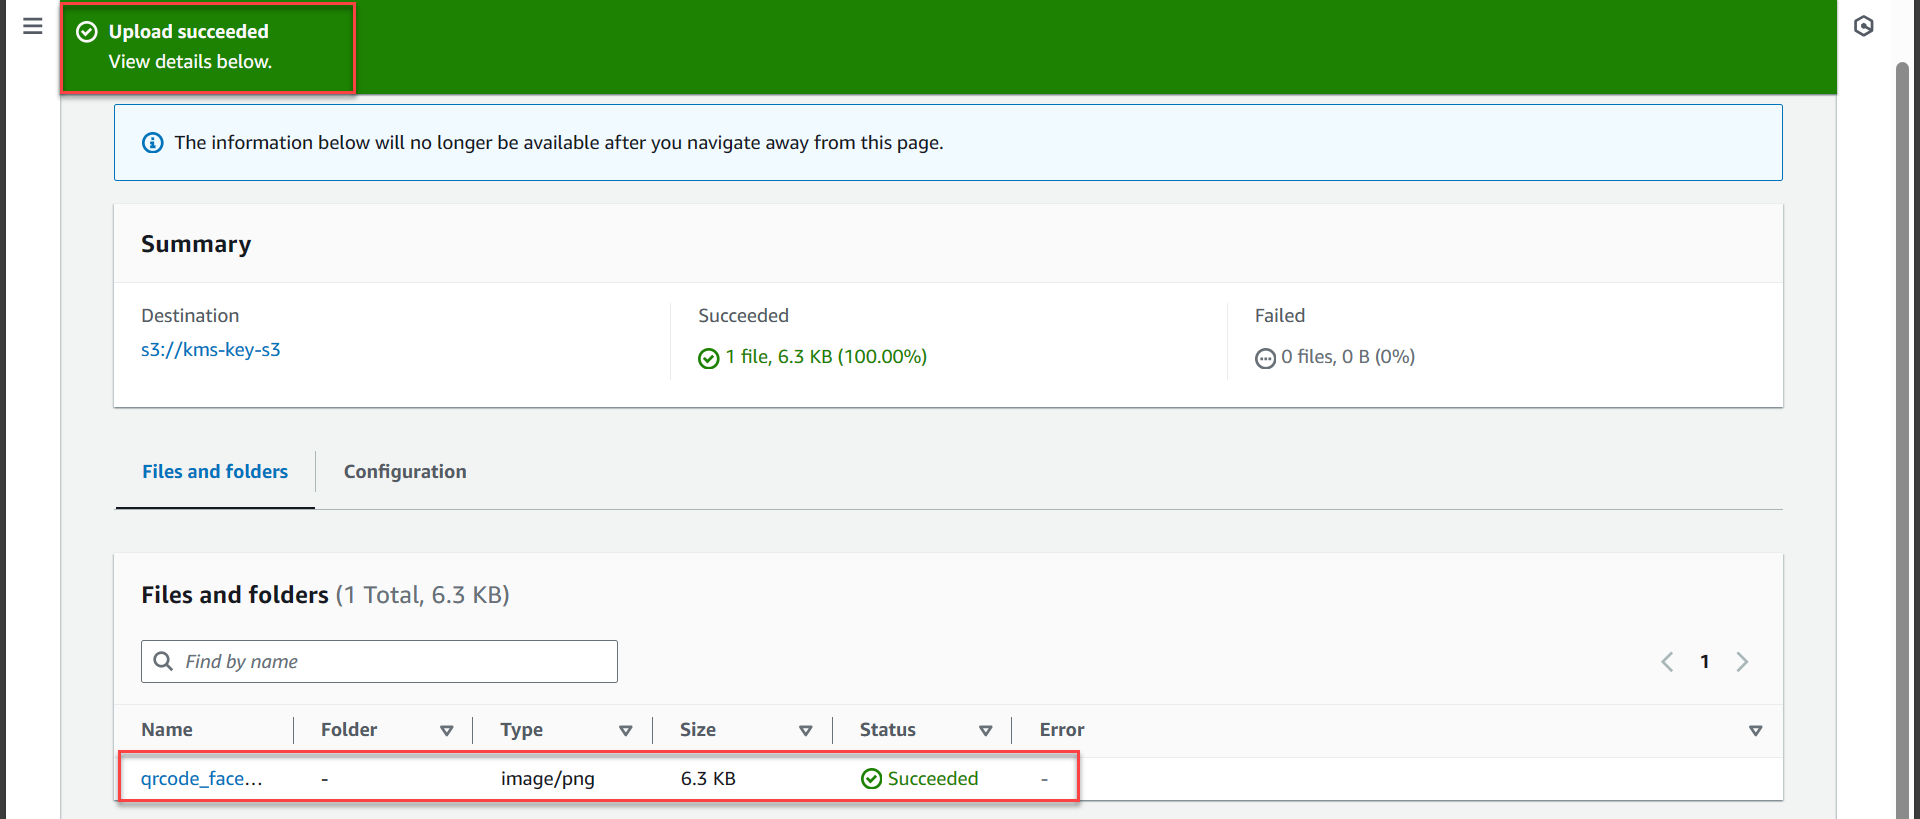 Upload succeeded
View details below.
The information below will no longer be available after you navigate away from this page.
Summary
Destination
s3://kms-key-s3
Succeeded
1 file, 6.3 KB (100.00%)
Failed
0 files, 0 B (0%)
Files and folders
Configuration
Files and folders (1 Total, 6.3 KB)
Find by name
1
Name Folder Type Size Status Error
qrcode_face... - image/png 6.3 KB Succeeded -